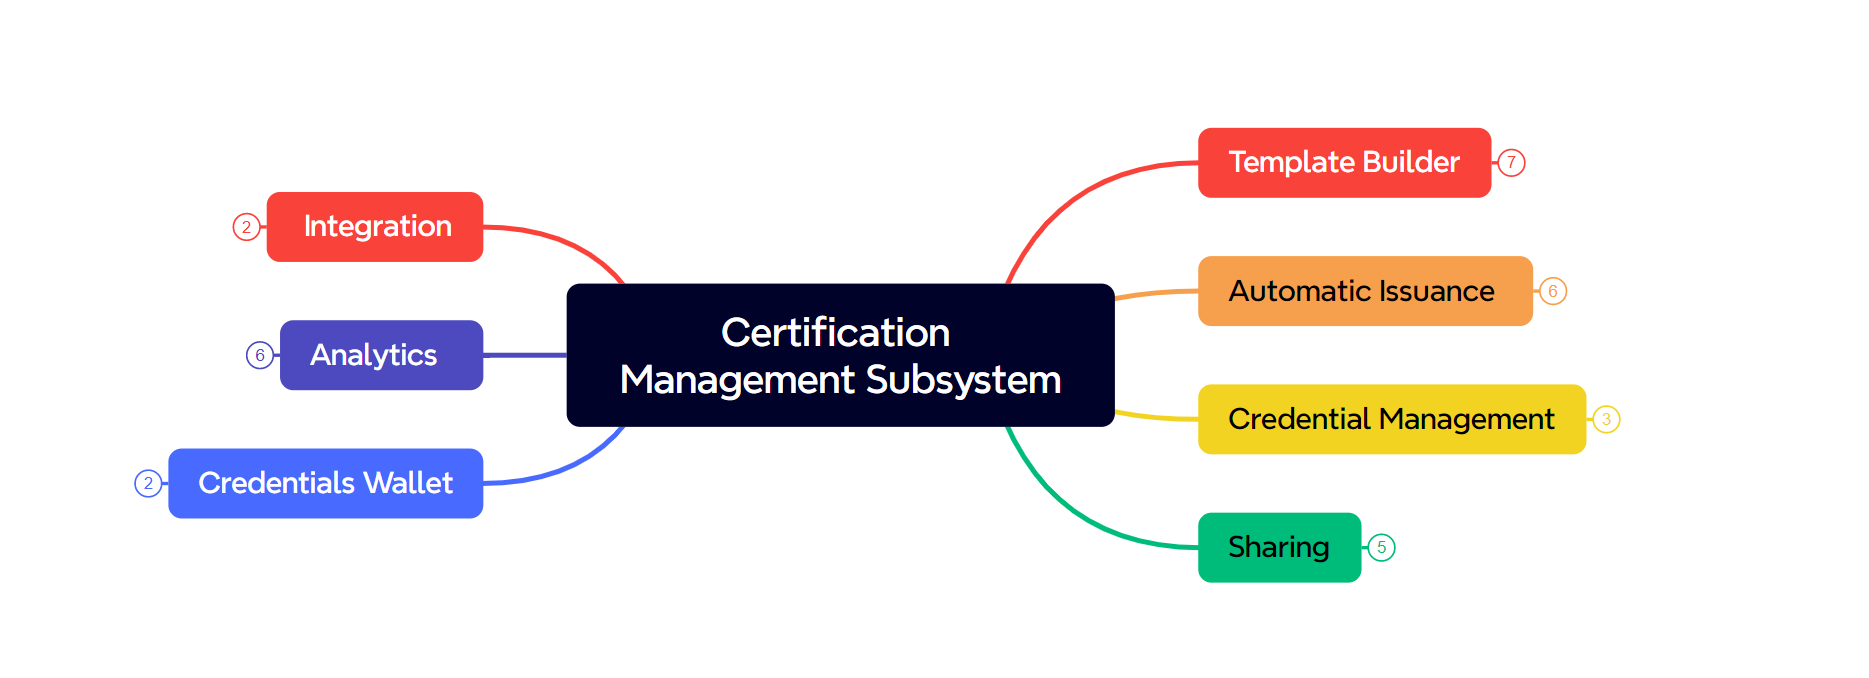 Certification
Management Subsystem
Template Builder
7
Automatic Issuance
6
Credential Management
3
Sharing
5
Integration
2
Analytics
6
Credentials Wallet
2